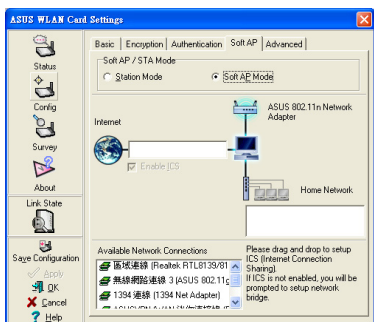 ASUS WLAN Card Settings
Basic
Encryption
Authentication
Soft AP
Advanced
Status
Config
Survey
About
Link State
Save Configuration
Apply
OK
Cancel
Help
Soft AP / STA Mode
Station Mode
Soft AP Mode
Internet
Enable ICS
ASUS 802.11n Network
Adapter
Home Network
Available Network Connections
區域連線 (Realtek RTL8139/81
無線網路連線 3 (ASUS 802.11g
1394 連線 (1394 Net Adapter)
Please drag and drop to setup
ICS (Internet Connection
Sharing).
If ICS is not enabled, you will be
prompted to setup network
bridge.